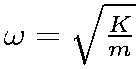 ω = √(K/m)